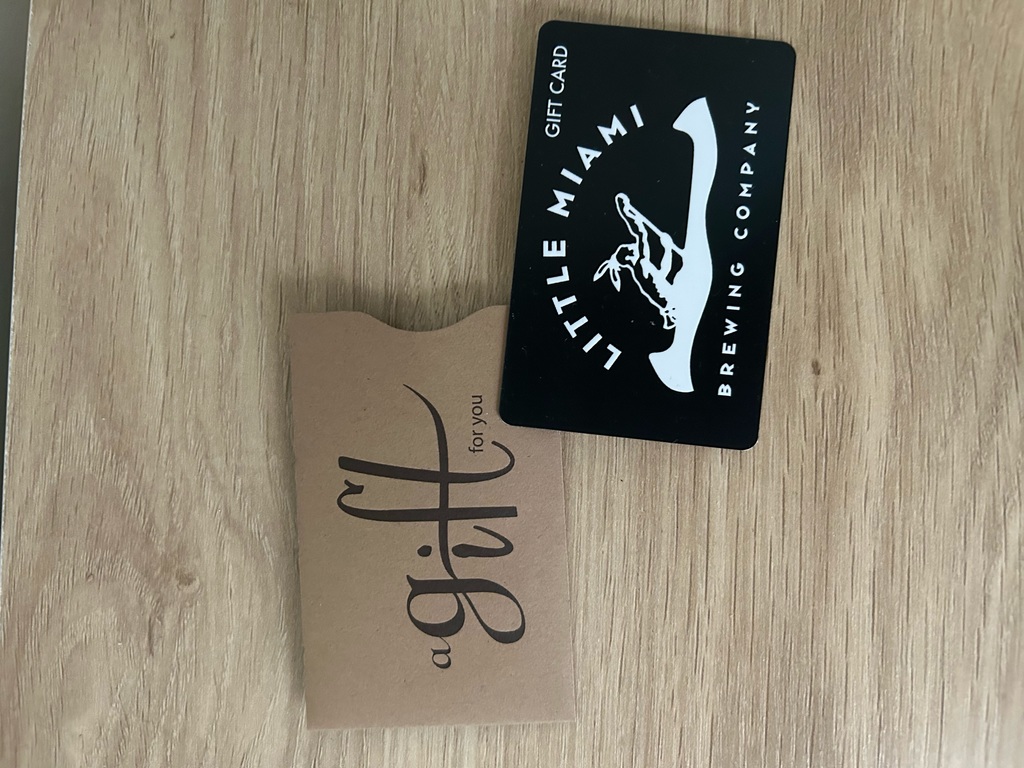 GIFT CARD
LITTLE MIAMI
BREWING COMPANY
a gift
for you